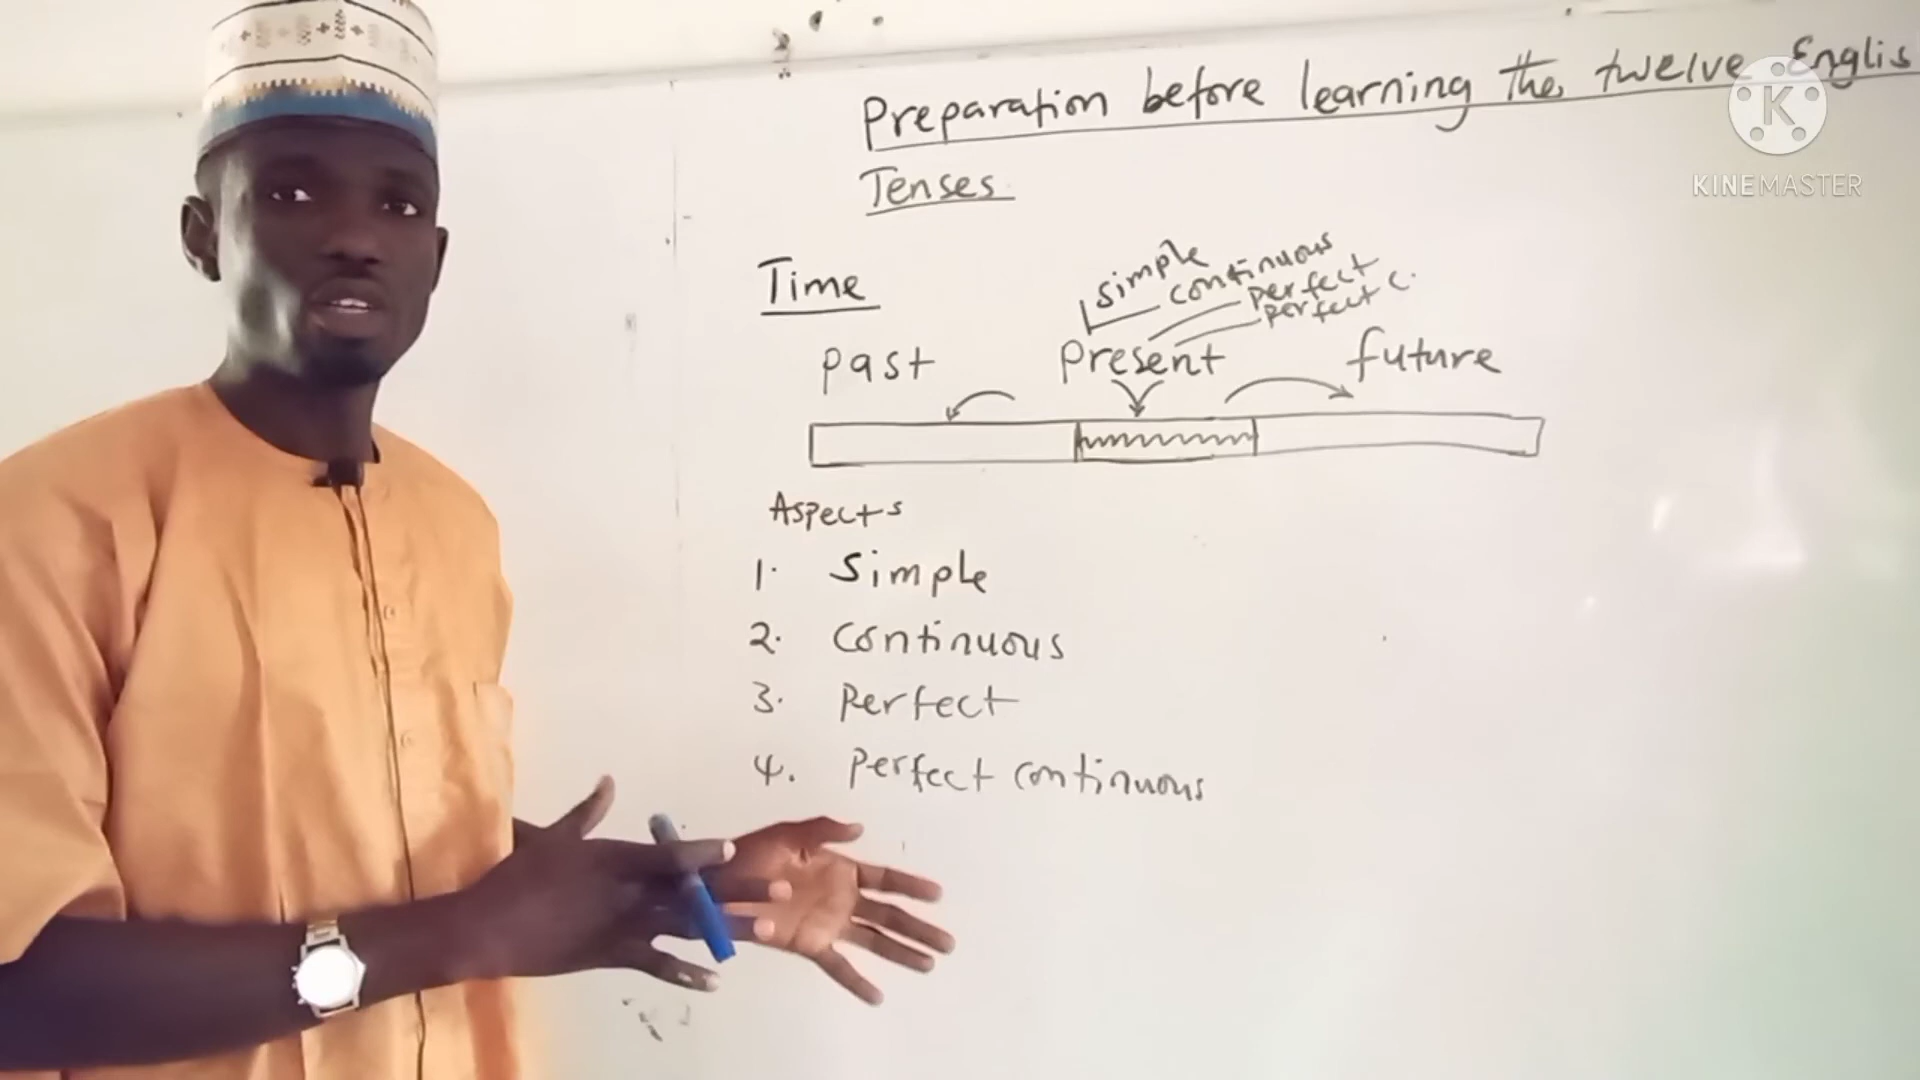 Preparation before learning the twelve Englis
Tenses
Time
simple
continuous
perfect
perfect c.
past present future
Aspects
1. Simple
2. Continuous
3. Perfect
4. Perfect continuous
K
KINEMASTER